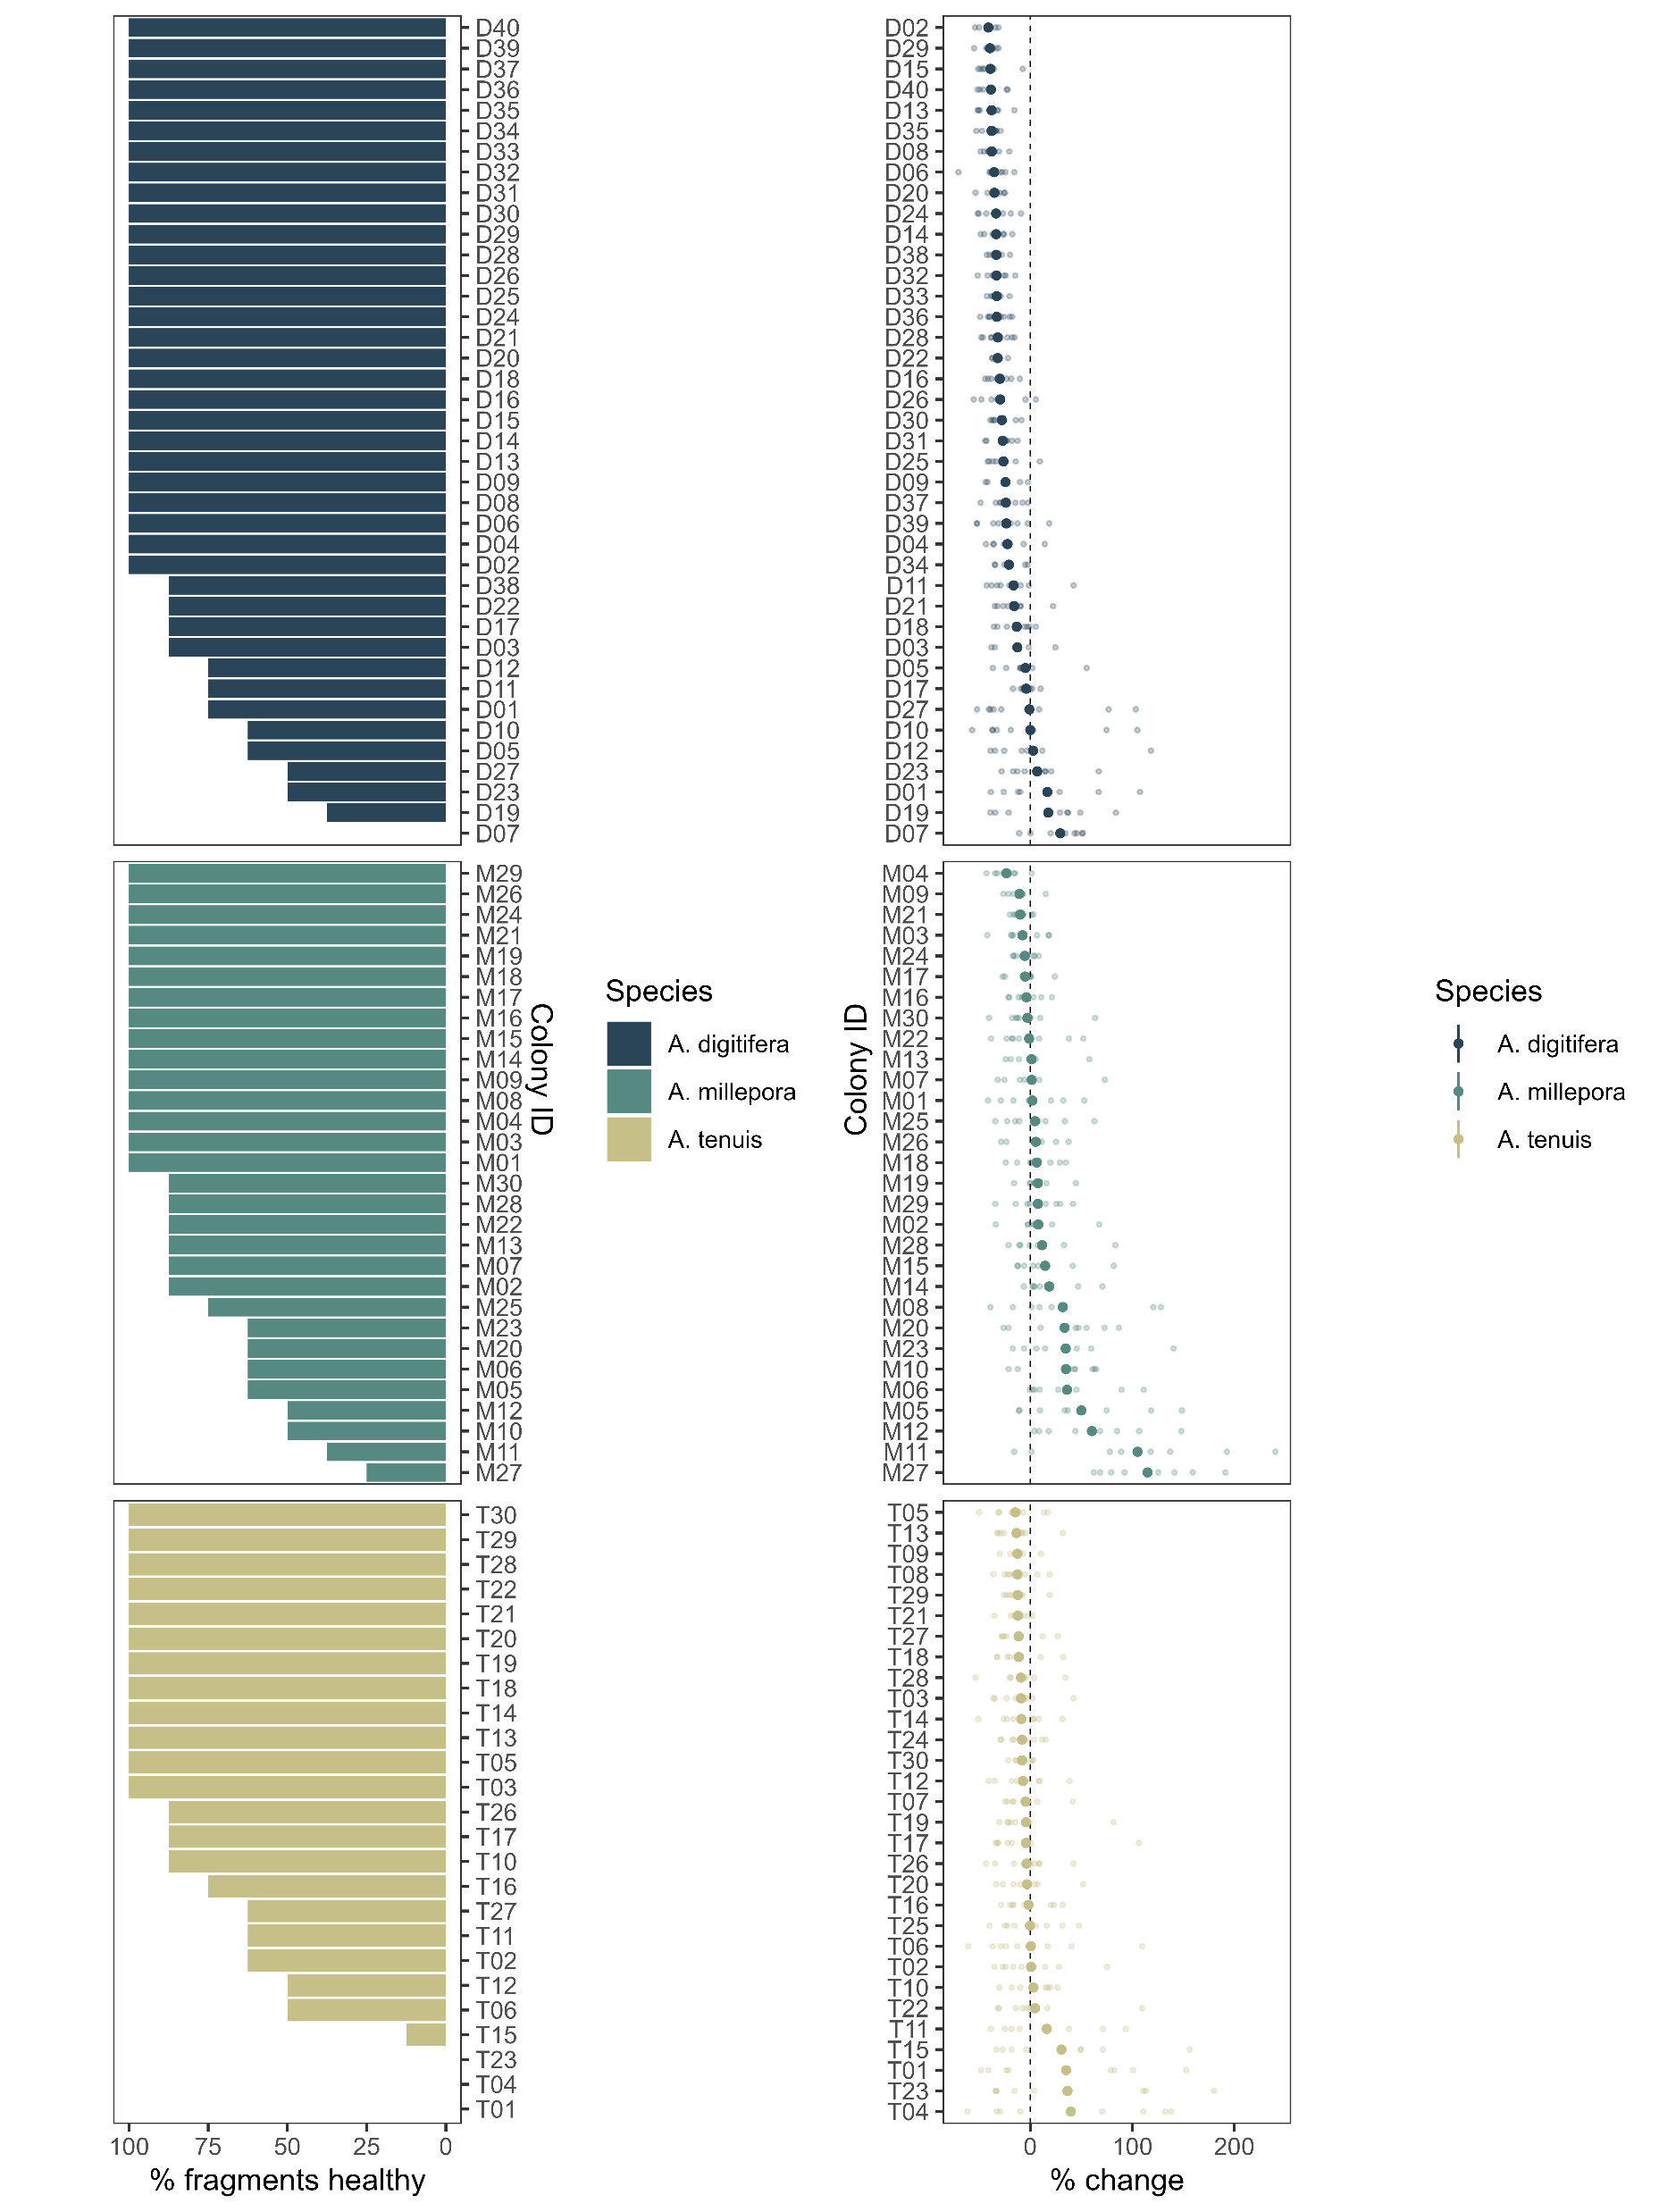 D40
D39
D37
D36
D35
D34
D33
D32
D31
D30
D29
D28
D26
D25
D24
D21
D20
D18
D16
D15
D14
D13
D09
D08
D06
D04
D02
D38
D22
D17
D03
D12
D11
D01
D10
D05
D27
D23
D19
D07
M29
M26
M24
M21
M19
M18
M17
M16
M15
M14
M09
M08
M04
M03
M01
M30
M28
M22
M13
M07
M02
M25
M23
M20
M06
M05
M12
M10
M11
M27
T30
T29
T28
T22
T21
T20
T19
T18
T14
T13
T05
T03
T26
T17
T10
T16
T27
T11
T02
T12
T06
T15
T23
T04
T01
100 75 50 25 0
% fragments healthy
Colony ID
Species
A. digitifera
A. millepora
A. tenuis
Colony ID
D02
D29
D15
D40
D13
D35
D08
D06
D20
D24
D14
D38
D32
D33
D36
D28
D22
D16
D26
D30
D31
D25
D09
D37
D39
D04
D34
D11
D21
D18
D03
D05
D17
D27
D10
D12
D23
D01
D19
D07
M04
M09
M21
M03
M24
M17
M16
M30
M22
M13
M07
M01
M25
M26
M18
M19
M29
M02
M28
M15
M14
M08
M20
M23
M10
M06
M05
M12
M11
M27
T05
T13
T09
T08
T29
T21
T27
T18
T28
T03
T14
T24
T30
T12
T07
T19
T17
T26
T20
T16
T25
T06
T02
T10
T22
T11
T15
T01
T23
T04
0 100 200
% change
Species
A. digitifera
A. millepora
A. tenuis